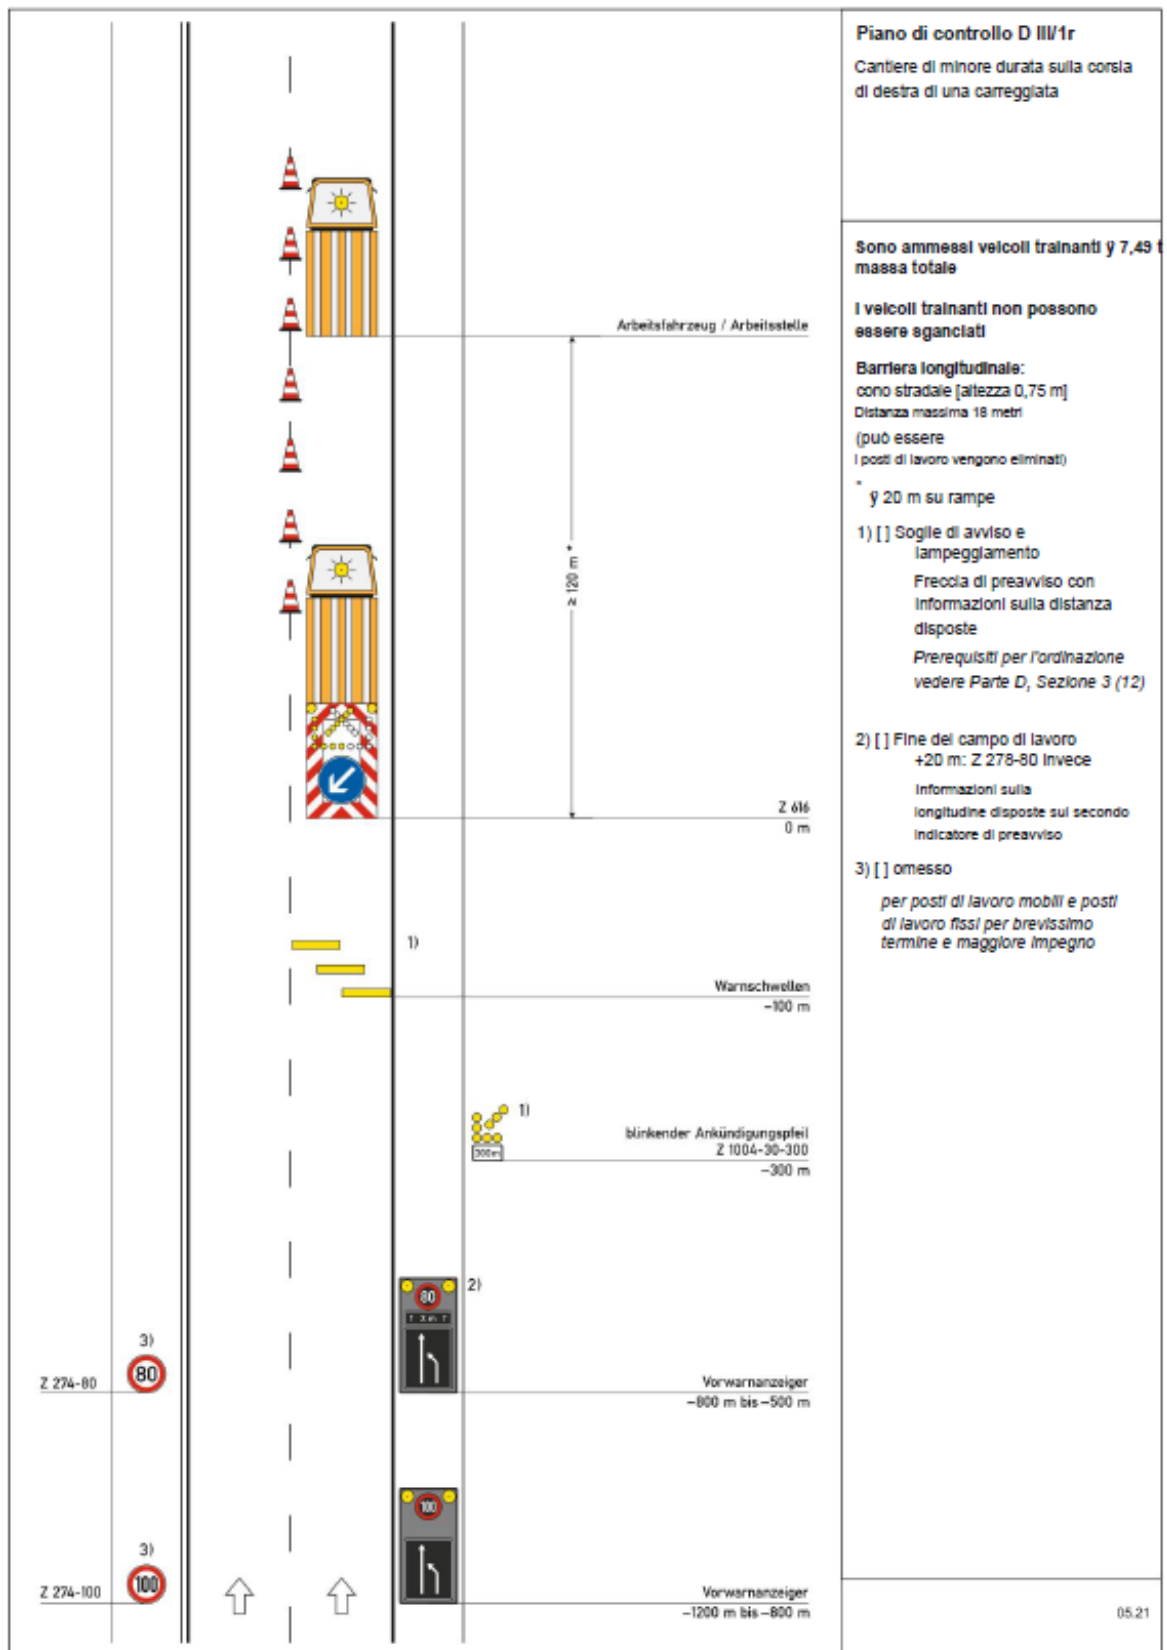 Piano di controllo D III/1r
Cantiere di minore durata sulla corsia
di destra di una carreggiata
Sono ammessi veicoli trainanti ÿ 7,49 t
massa totale
I veicoli trainanti non possono
essere sganciati
Barriera longitudinale:
cono stradale [altezza 0,75 m]
Distanza massima 18 metri
(può essere
i posti di lavoro vengono eliminati)
*
ÿ 20 m su rampe
1) [ ] Soglie di avviso e
lampeggiamento
Freccia di preavviso con
informazioni sulla distanza
disposte
Prerequisiti per l'ordinazione
vedere Parte D, Sezione 3 (12)
2) [ ] Fine del campo di lavoro
+20 m: Z 278-80 invece
Informazioni sulla
longitudine disposte sul secondo
indicatore di preavviso
3) [ ] omesso
per posti di lavoro mobili e posti
di lavoro fissi per brevissimo
termine e maggiore impegno
Arbeitsfahrzeug / Arbeitsstelle
≥ 120 m *
Z 616
0 m
1)
Warnschwellen
−100 m
1)
300m
blinkender Ankündigungspfeil
Z 1004-30-300
−300 m
2)
80
3)
80
Z 274-80
Vorwarnanzeiger
−800 m bis −500 m
100
3)
100
Z 274-100
Vorwarnanzeiger
−1200 m bis −800 m
05.21